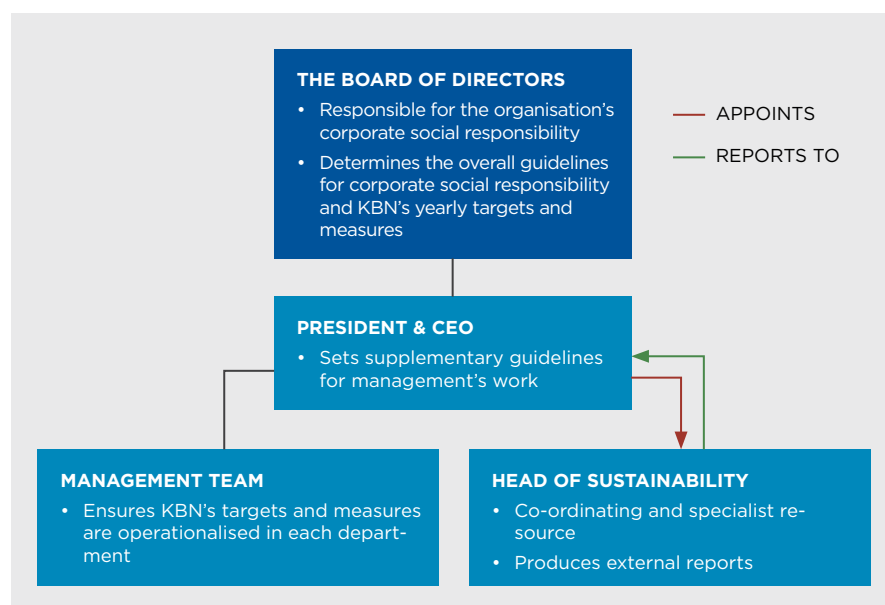 THE BOARD OF DIRECTORS
• Responsible for the organisation's
corporate social responsibility
• Determines the overall guidelines
for corporate social responsibility
and KBN's yearly targets and
measures
APPOINTS
REPORTS TO
PRESIDENT & CEO
• Sets supplementary guidelines
for management's work
MANAGEMENT TEAM
• Ensures KBN's targets and measures
are operationalised in each depart-
ment
HEAD OF SUSTAINABILITY
• Co-ordinating and specialist re-
source
• Produces external reports